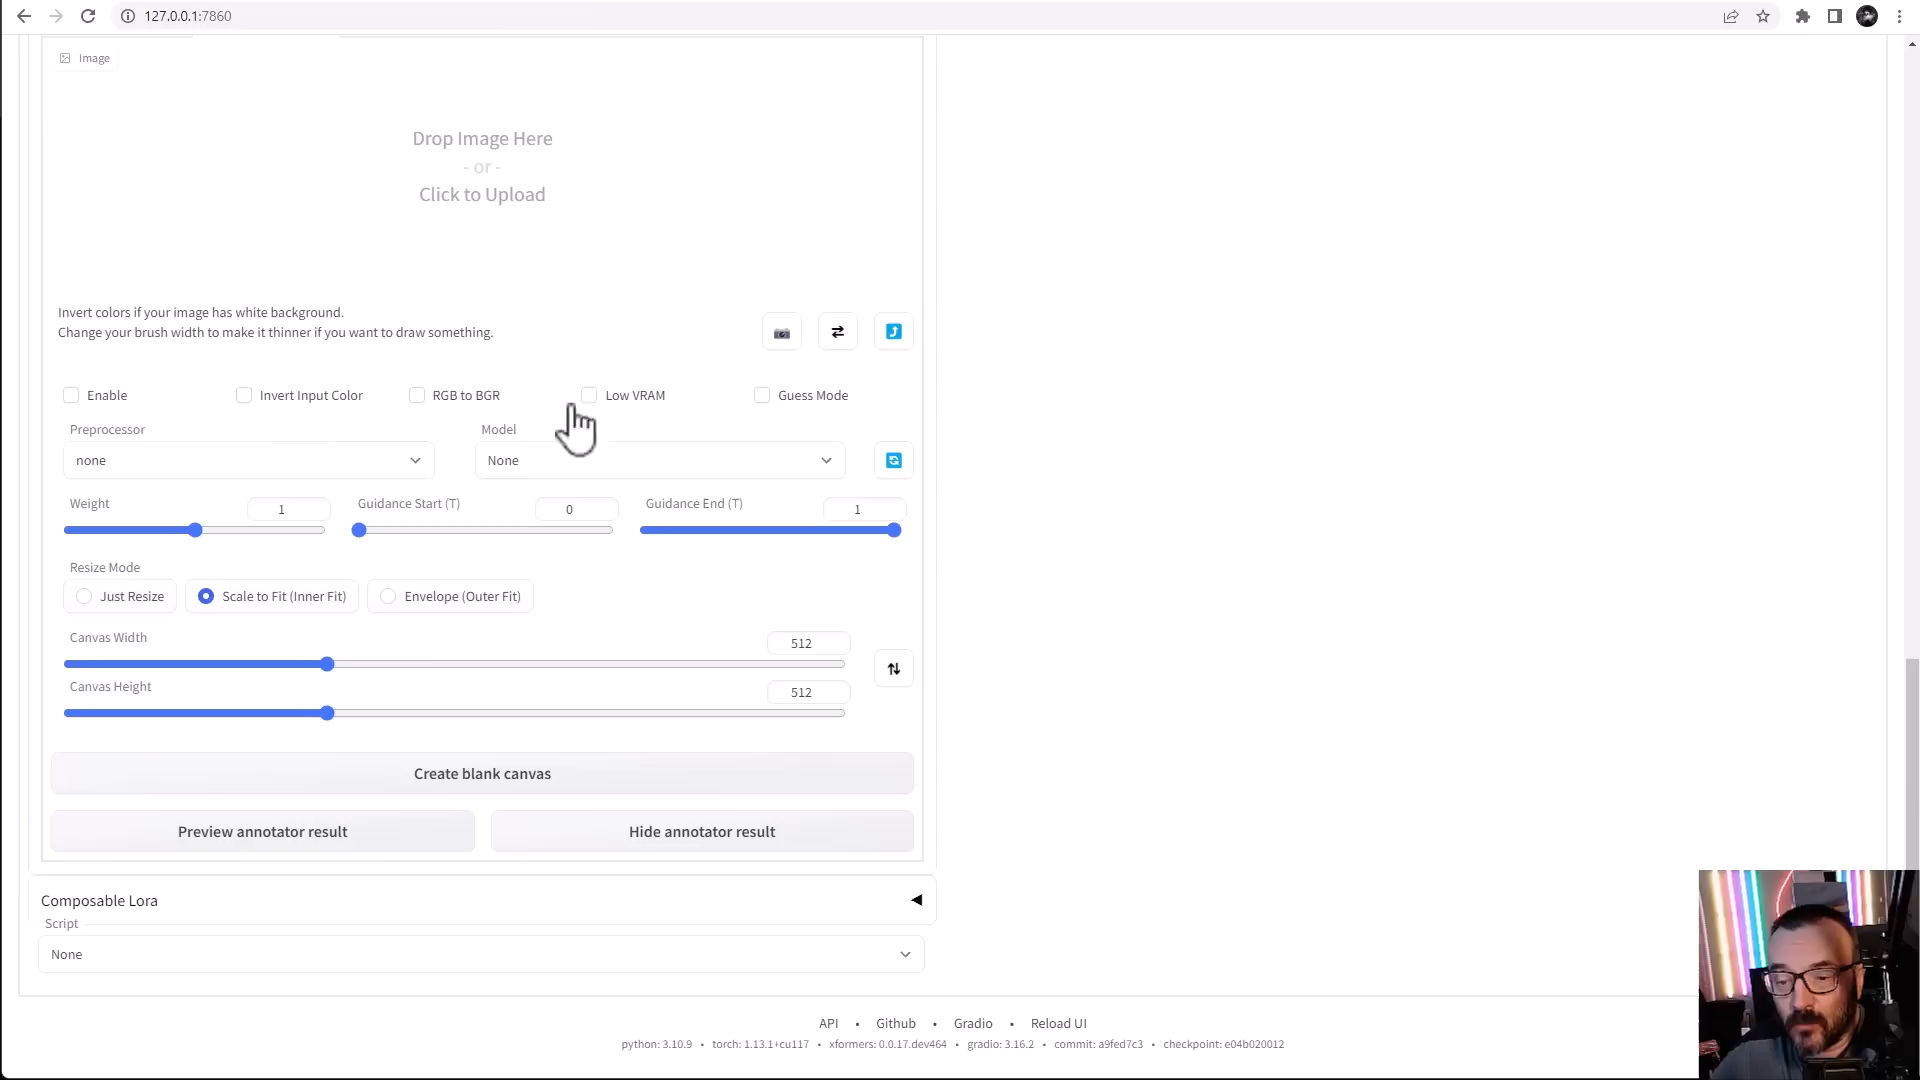 127.0.0.1:7860
Image
Drop Image Here
- or -
Click to Upload
Invert colors if your image has white background.
Change your brush width to make it thinner if you want to draw something.
Enable
Invert Input Color
RGB to BGR
Low VRAM
Guess Mode
Preprocessor
Model
none
None
Weight
1
Guidance Start (T)
0
Guidance End (T)
1
Resize Mode
Just Resize
Scale to Fit (Inner Fit)
Envelope (Outer Fit)
Canvas Width
512
Canvas Height
512
Create blank canvas
Preview annotator result
Hide annotator result
Composable Lora
Script
None
API • Github • Gradio • Reload UI
python: 3.10.9 • torch: 1.13.1+cu117 • xformers: 0.0.17.dev464 • gradio: 3.16.2 • commit: a9fed7c3 • checkpoint: e04b020012